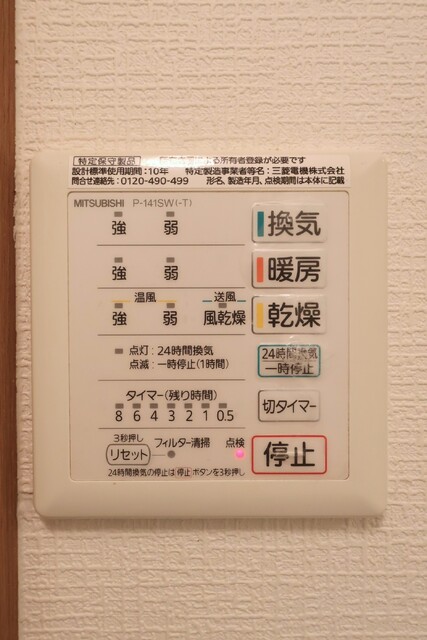 特定保守製品 による所有者登録が必要です
設計標準使用期間:10年 特定製造事業者等名:三菱電機株式会社
問合せ連絡先:0120-490-499 形名、製造年月、点検期間は本体に記載
MITSUBISHI P-141SW(-T)
強 弱 換気
強 弱 暖房
温風 送風
強 弱 風乾燥 乾燥
点灯:24時間換気
点滅:一時停止(1時間)
24時間換気
一時停止
タイマー(残り時間)
8 6 4 3 2 1 0.5
切タイマー
3秒押し
リセット フィルター清掃 点検
停止
24時間換気の停止は停止ボタンを3秒押し